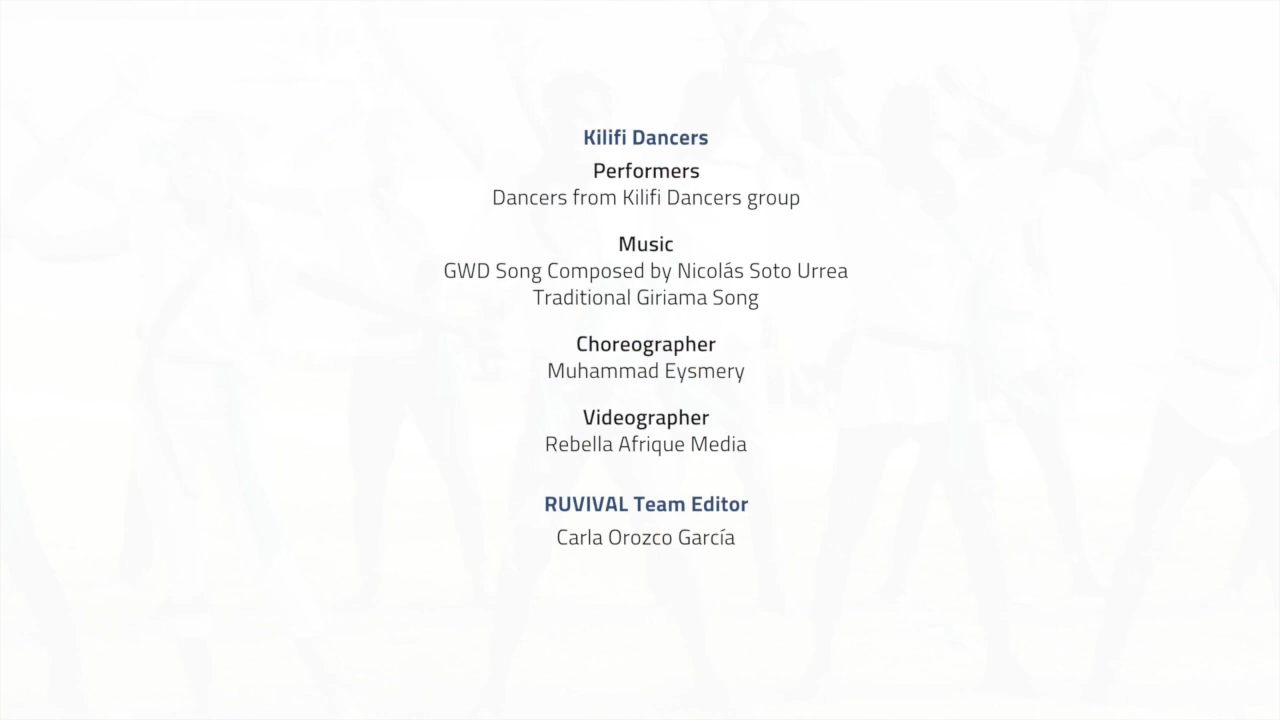 Kilifi Dancers
Performers
Dancers from Kilifi Dancers group
Music
GWD Song Composed by Nicolás Soto Urrea
Traditional Giriama Song
Choreographer
Muhammad Eysmery
Videographer
Rebella Afrique Media
RUVIVAL Team Editor
Carla Orozco García